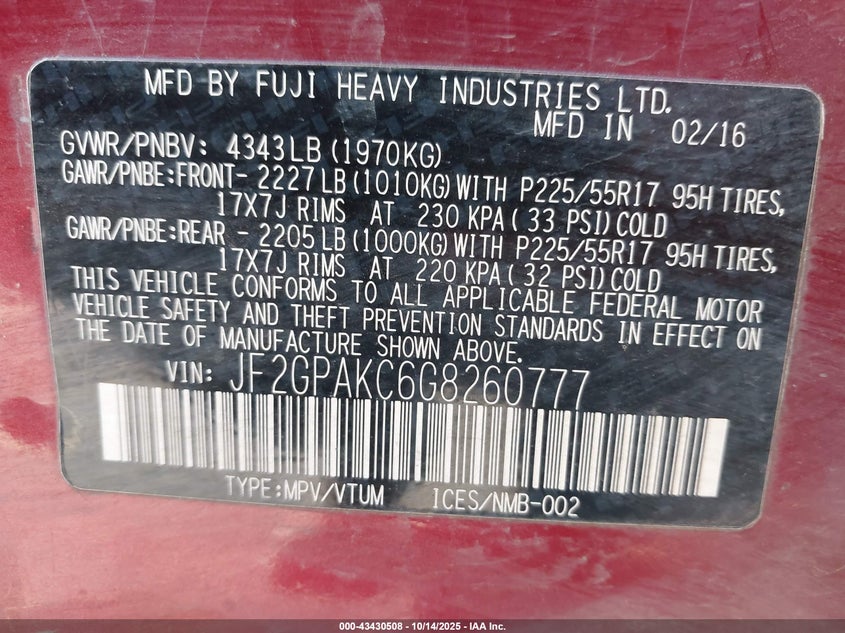 MFD BY FUJI HEAVY INDUSTRIES LTD.
MFD IN 02/16
GVWR/PNBV: 4343LB (1970KG)
GAWR/PNBE:FRONT- 2227LB (1010KG) WITH P225/55R17 95H TIRES,
17X7J RIMS AT 230 KPA (33 PSI) COLD
GAWR/PNBE:REAR - 2205LB (1000KG) WITH P225/55R17 95H TIRES,
17X7J RIMS AT 220 KPA (32 PSI) COLD
THIS VEHICLE CONFORMS TO ALL APPLICABLE FEDERAL MOTOR
VEHICLE SAFETY AND THEFT PREVENTION STANDARDS IN EFFECT ON
THE DATE OF MANUFACTURE SHOWN ABOVE.
VIN: JF2GPAKC6G8260777
TYPE:MPV/VTUM ICES/NMB-002
000-43430508 | 10/14/2025 - IAA Inc.